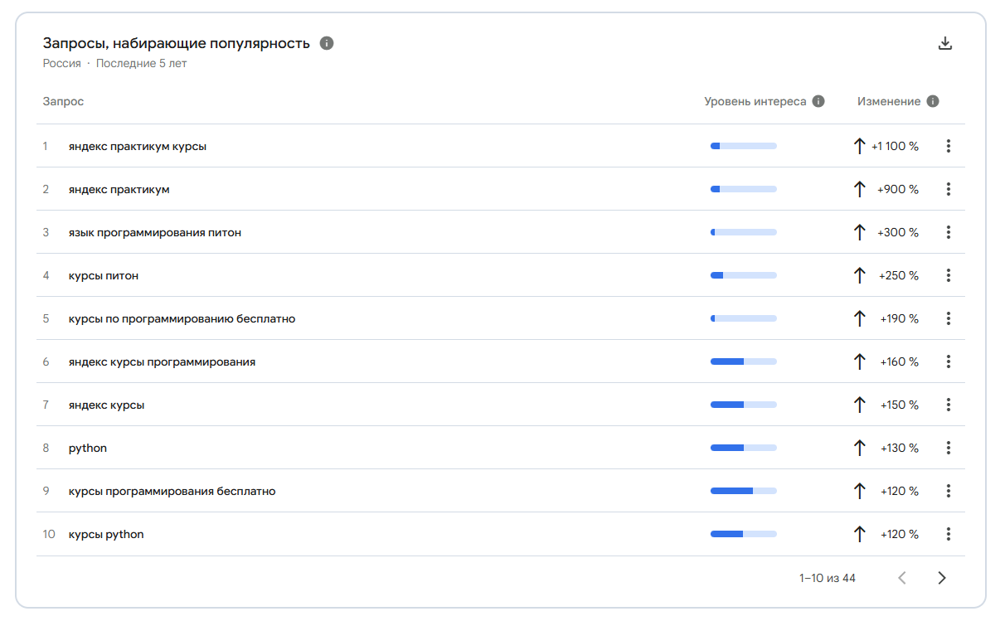 Запросы, набирающие популярность
Россия · Последние 5 лет
Запрос Уровень интереса Изменение
1 яндекс практикум курсы +1 100 %
2 яндекс практикум +900 %
3 язык программирования питон +300 %
4 курсы питон +250 %
5 курсы по программированию бесплатно +190 %
6 яндекс курсы программирования +160 %
7 яндекс курсы +150 %
8 python +130 %
9 курсы программирования бесплатно +120 %
10 курсы python +120 %
1–10 из 44